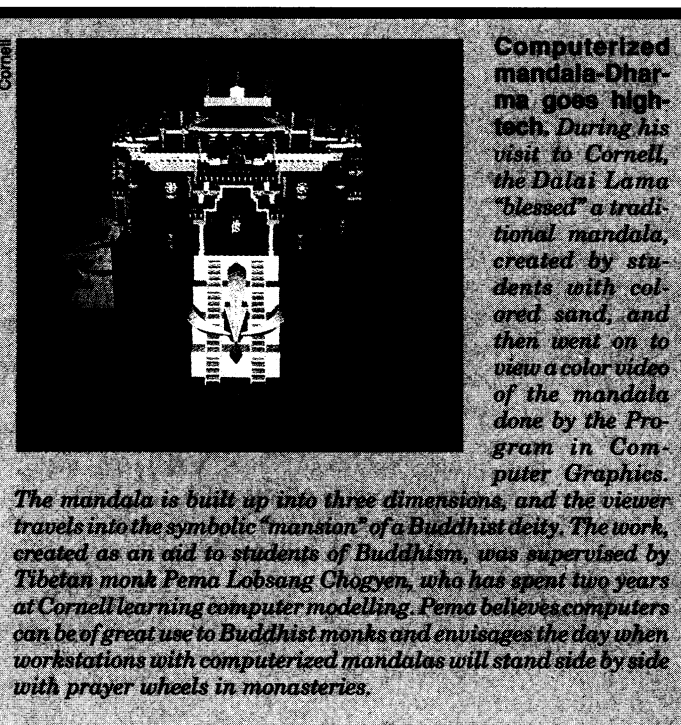 Cornell
Computerized
mandala-Dhar-
ma goes high-
tech. During his
visit to Cornell,
the Dalai Lama
"blessed" a tradi-
tional mandala,
created by stu-
dents with col-
ored sand, and
then went on to
view a color video
of the mandala
done by the Pro-
gram in Com-
puter Graphics.
The mandala is built up into three dimensions, and the viewer
travels into the symbolic "mansion" of a Buddhist deity. The work,
created as an aid to students of Buddhism, was supervised by
Tibetan monk Pema Lobsang Chogyen, who has spent two years
at Cornell learning computer modelling. Pema believes computers
can be of great use to Buddhist monks and envisages the day when
workstations with computerized mandalas will stand side by side
with prayer wheels in monasteries.